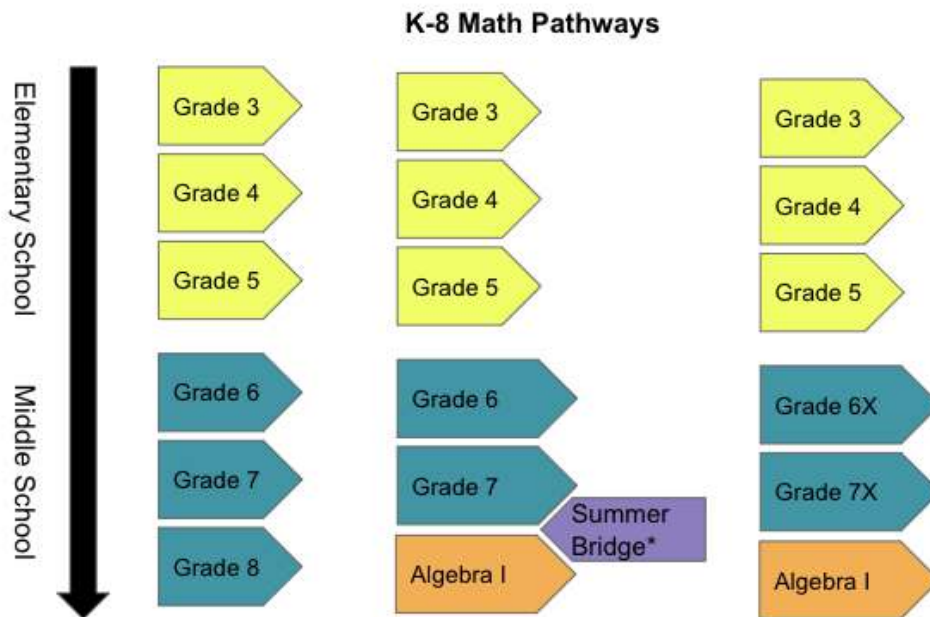 K-8 Math Pathways
Elementary School
Middle School
Grade 3
Grade 4
Grade 5
Grade 6
Grade 7
Grade 8
Grade 3
Grade 4
Grade 5
Grade 6
Grade 7
Summer
Bridge*
Algebra I
Grade 3
Grade 4
Grade 5
Grade 6X
Grade 7X
Algebra I